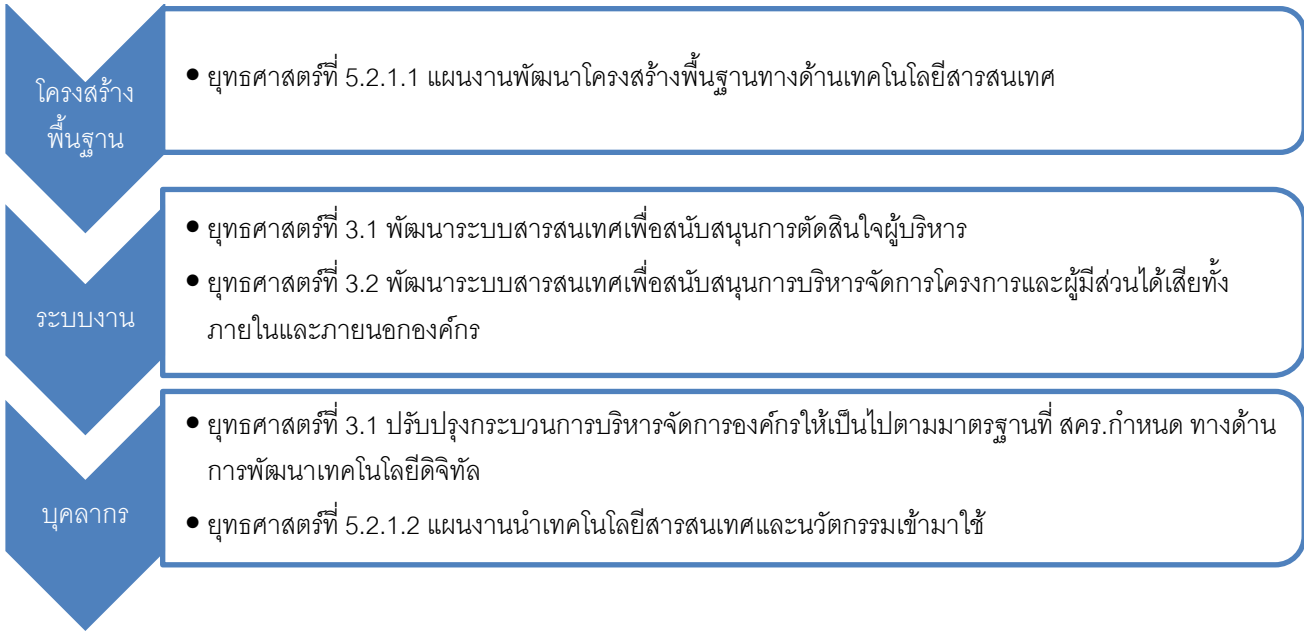 โครงสร้าง
พื้นฐาน
• ยุทธศาสตร์ที่ 5.2.1.1 แผนงานพัฒนาโครงสร้างพื้นฐานทางด้านเทคโนโลยีสารสนเทศ
ระบบงาน
• ยุทธศาสตร์ที่ 3.1 พัฒนาระบบสารสนเทศเพื่อสนับสนุนการตัดสินใจผู้บริหาร
• ยุทธศาสตร์ที่ 3.2 พัฒนาระบบสารสนเทศเพื่อสนับสนุนการบริหารจัดการโครงการและผู้มีส่วนได้เสียทั้ง
ภายในและภายนอกองค์กร
บุคลากร
• ยุทธศาสตร์ที่ 3.1 ปรับปรุงกระบวนการบริหารจัดการองค์กรให้เป็นไปตามมาตรฐานที่ สคร.กำหนด ทางด้าน
การพัฒนาเทคโนโลยีดิจิทัล
• ยุทธศาสตร์ที่ 5.2.1.2 แผนงานนำเทคโนโลยีสารสนเทศและนวัตกรรมเข้ามาใช้